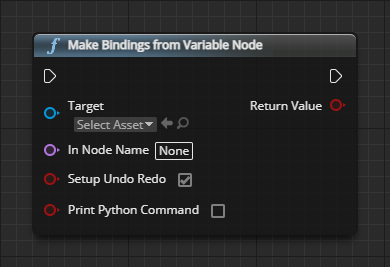 f Make Bindings from Variable Node
Target
Return Value
Select Asset
In Node Name None
Setup Undo Redo
Print Python Command